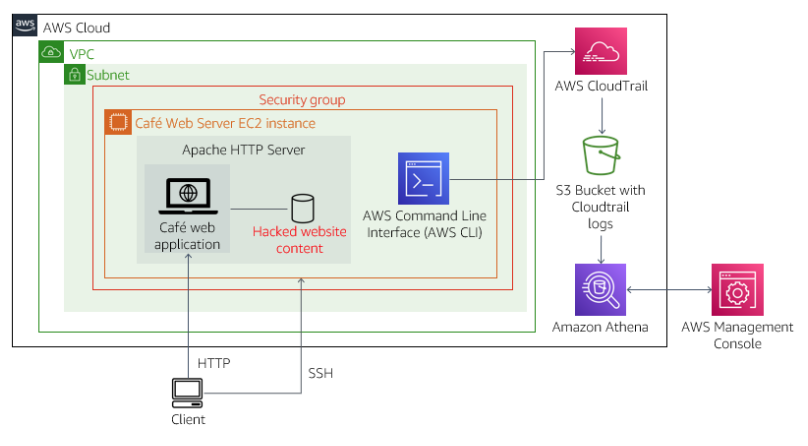 aws
AWS Cloud
VPC
Subnet
Security group
Café Web Server EC2 instance
Apache HTTP Server
Café web
application
Hacked website
content
AWS Command Line
Interface (AWS CLI)
AWS CloudTrail
S3 Bucket with
Cloudtrail
logs
Amazon Athena
AWS Management
Console
HTTP
SSH
Client